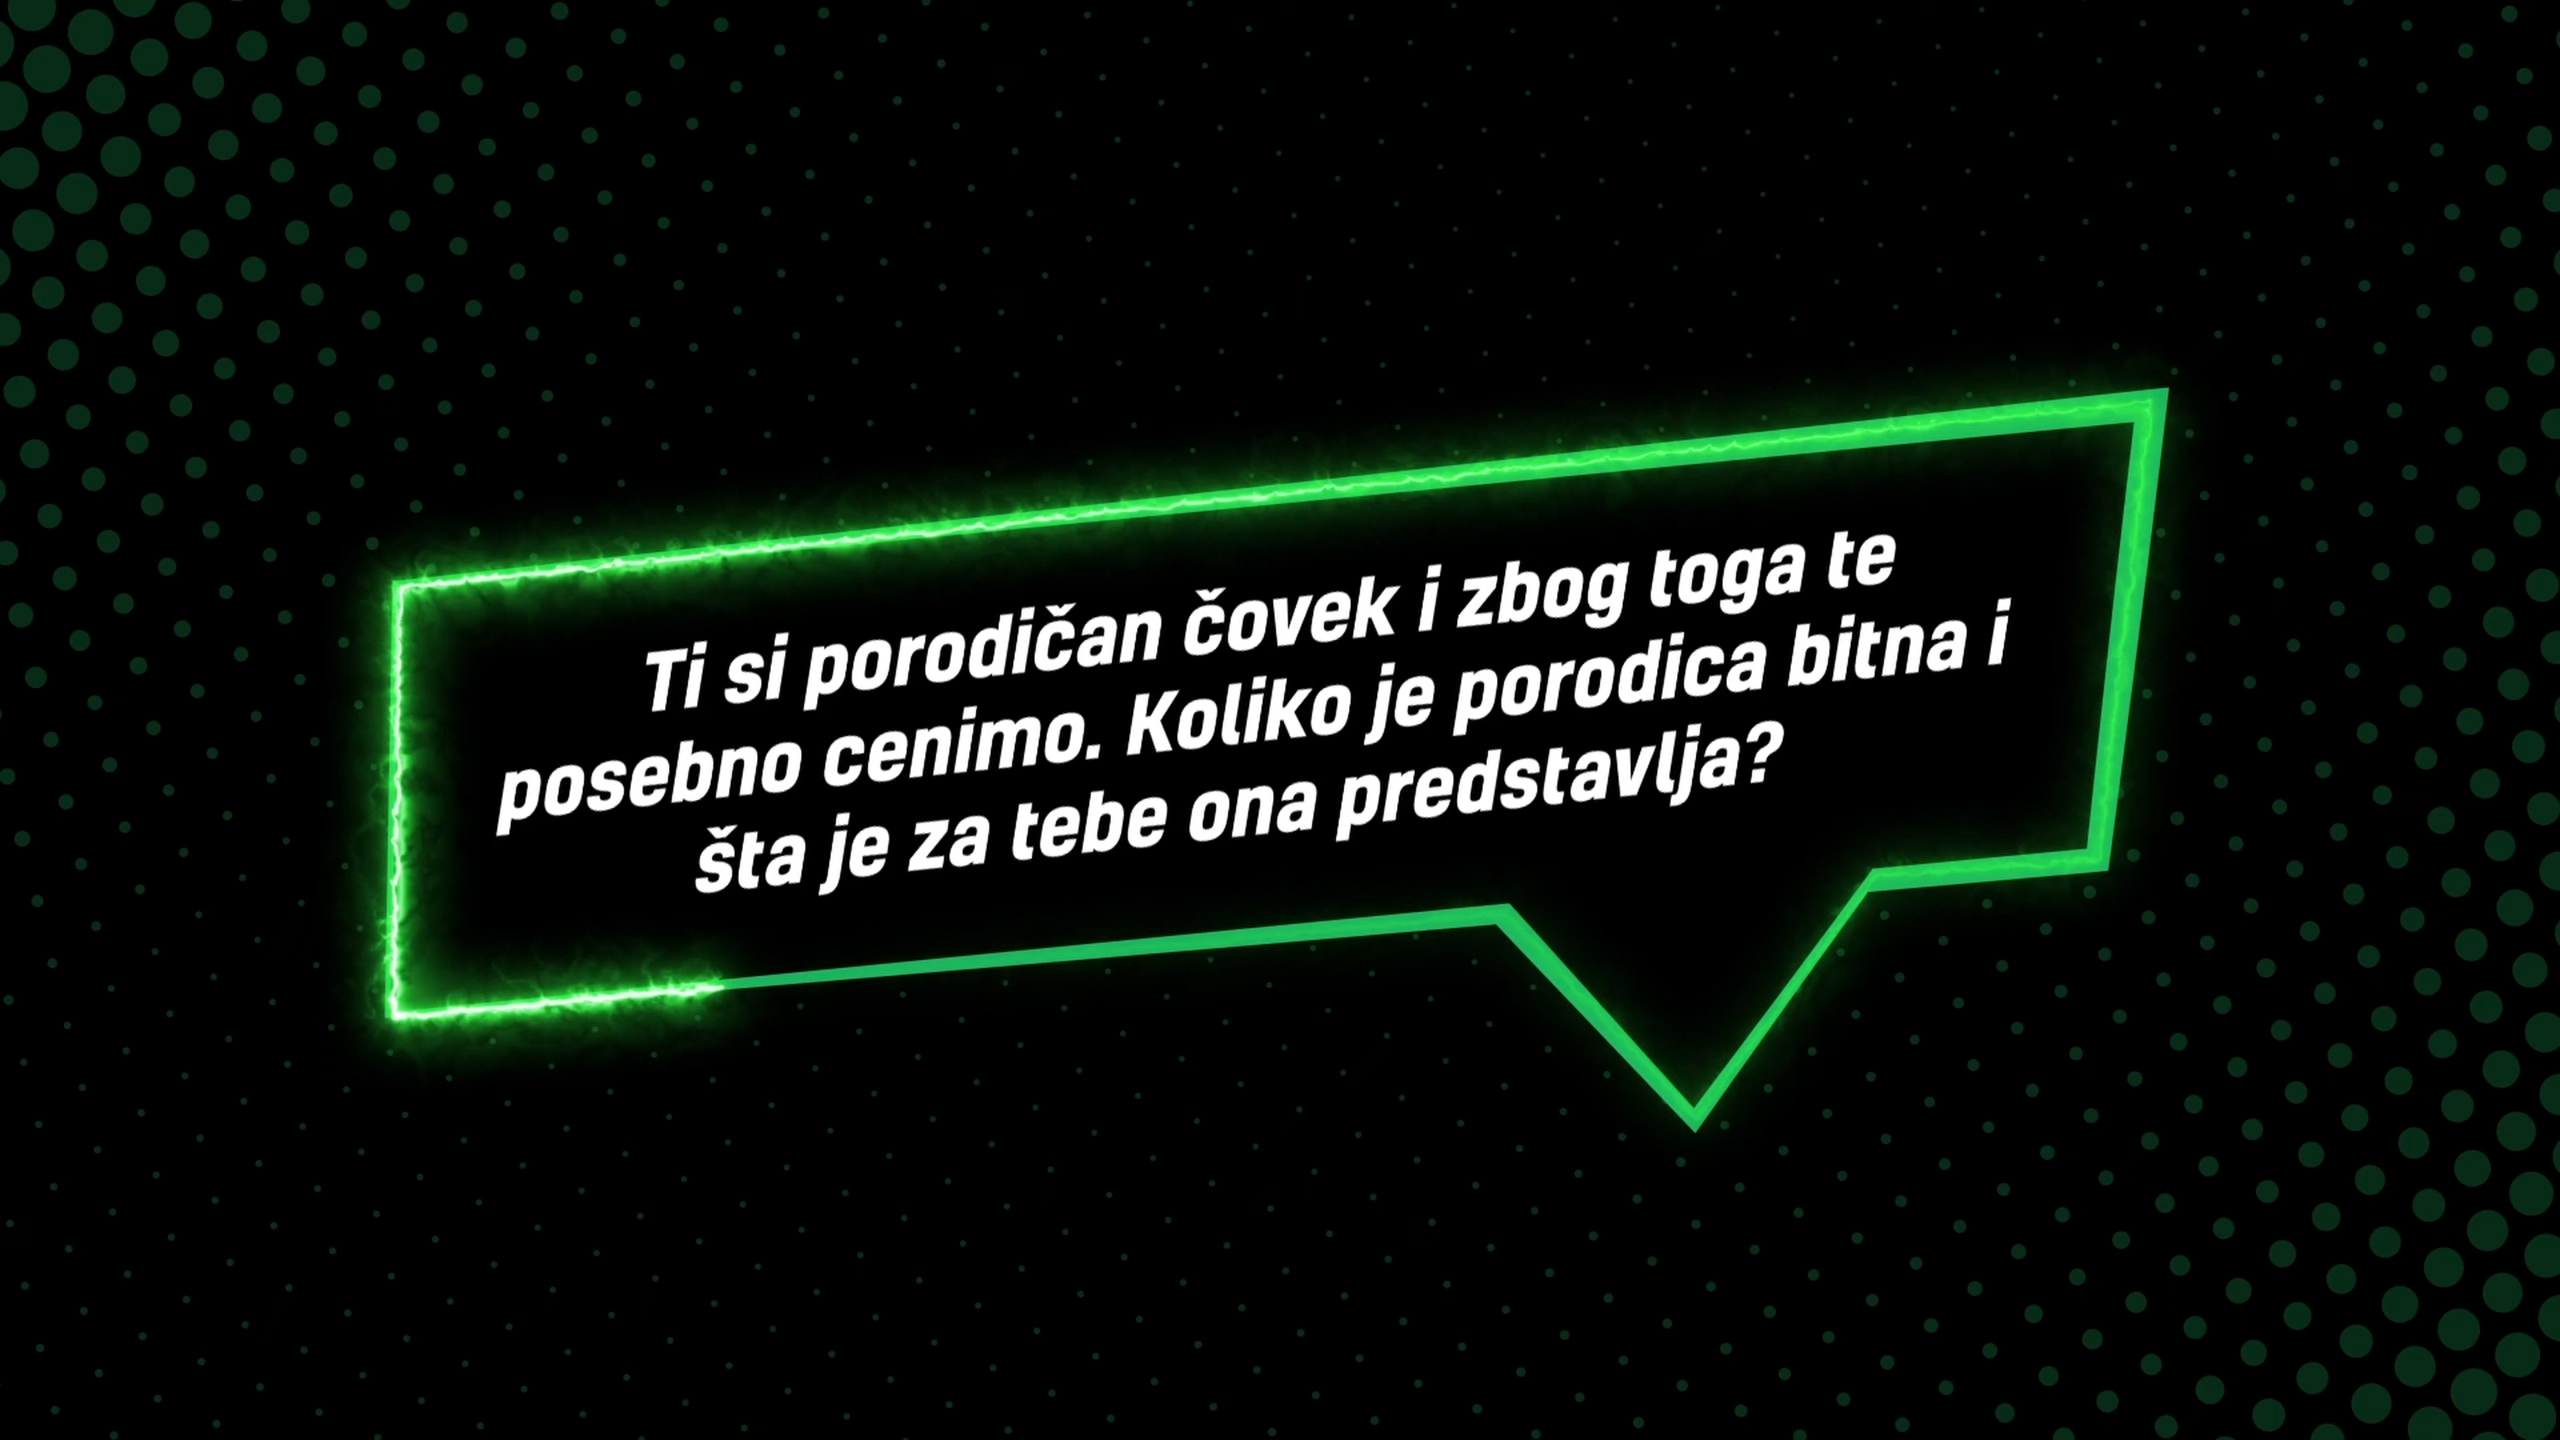 Ti si porodičan čovek i zbog toga te
posebno cenimo. Koliko je porodica bitna i
šta je za tebe ona predstavlja?